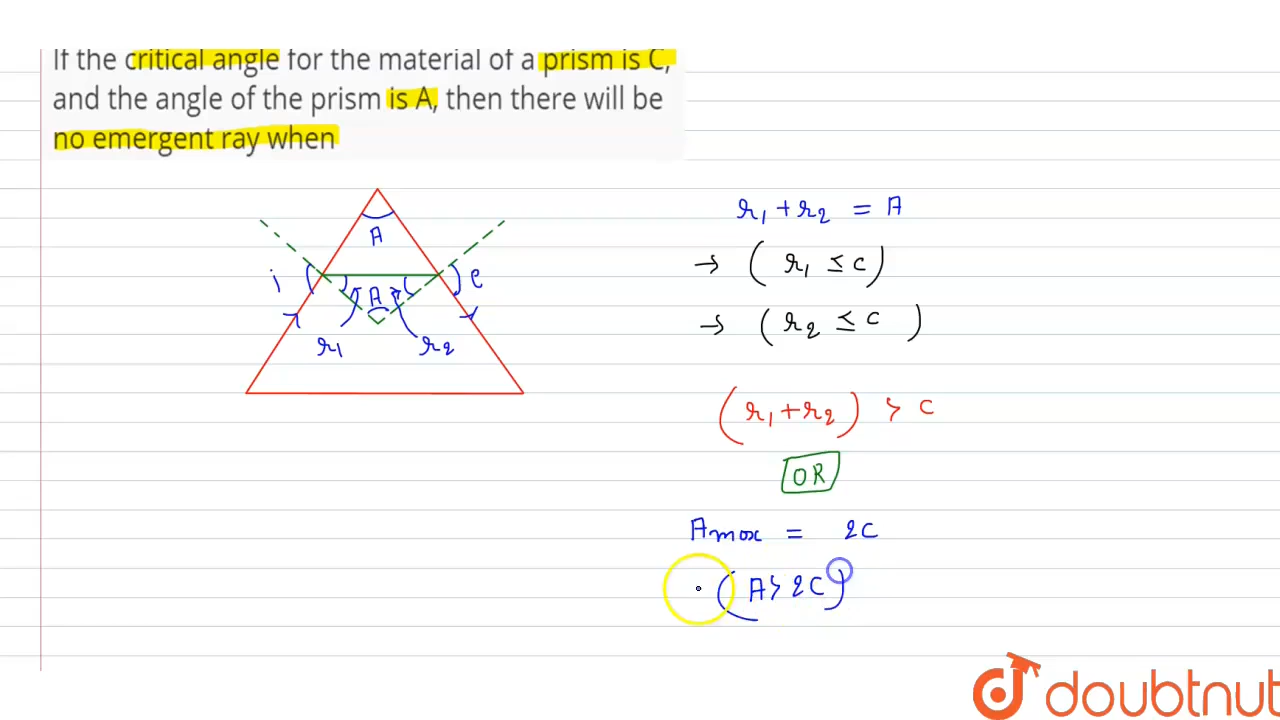 If the critical angle for the material of a prism is C,
and the angle of the prism is A, then there will be
no emergent ray when
A
i
e
A
r₁
r₂
r₁ + r₂ = A
→ ( r₁ ≤ c )
→ ( r₂ ≤ c )
( r₁ + r₂ ) > c
OR
Amax = 2C
( A > 2C )
doubtnut